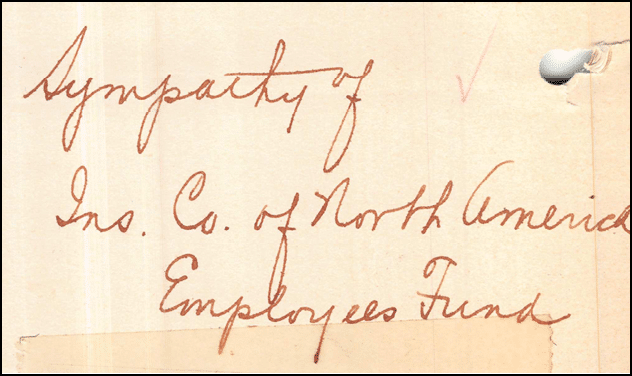 Sympathy of
Ins. Co. of North America
Employees Fund